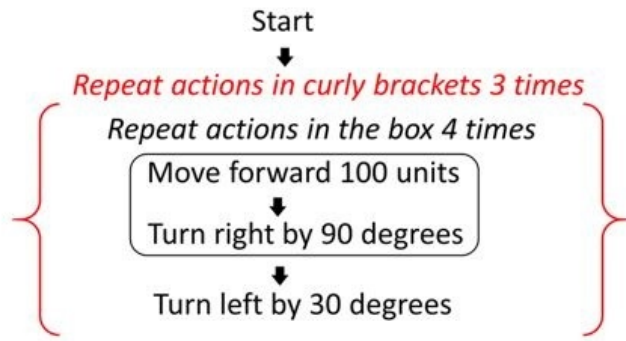 Start
Repeat actions in curly brackets 3 times
Repeat actions in the box 4 times
Move forward 100 units
Turn right by 90 degrees
Turn left by 30 degrees